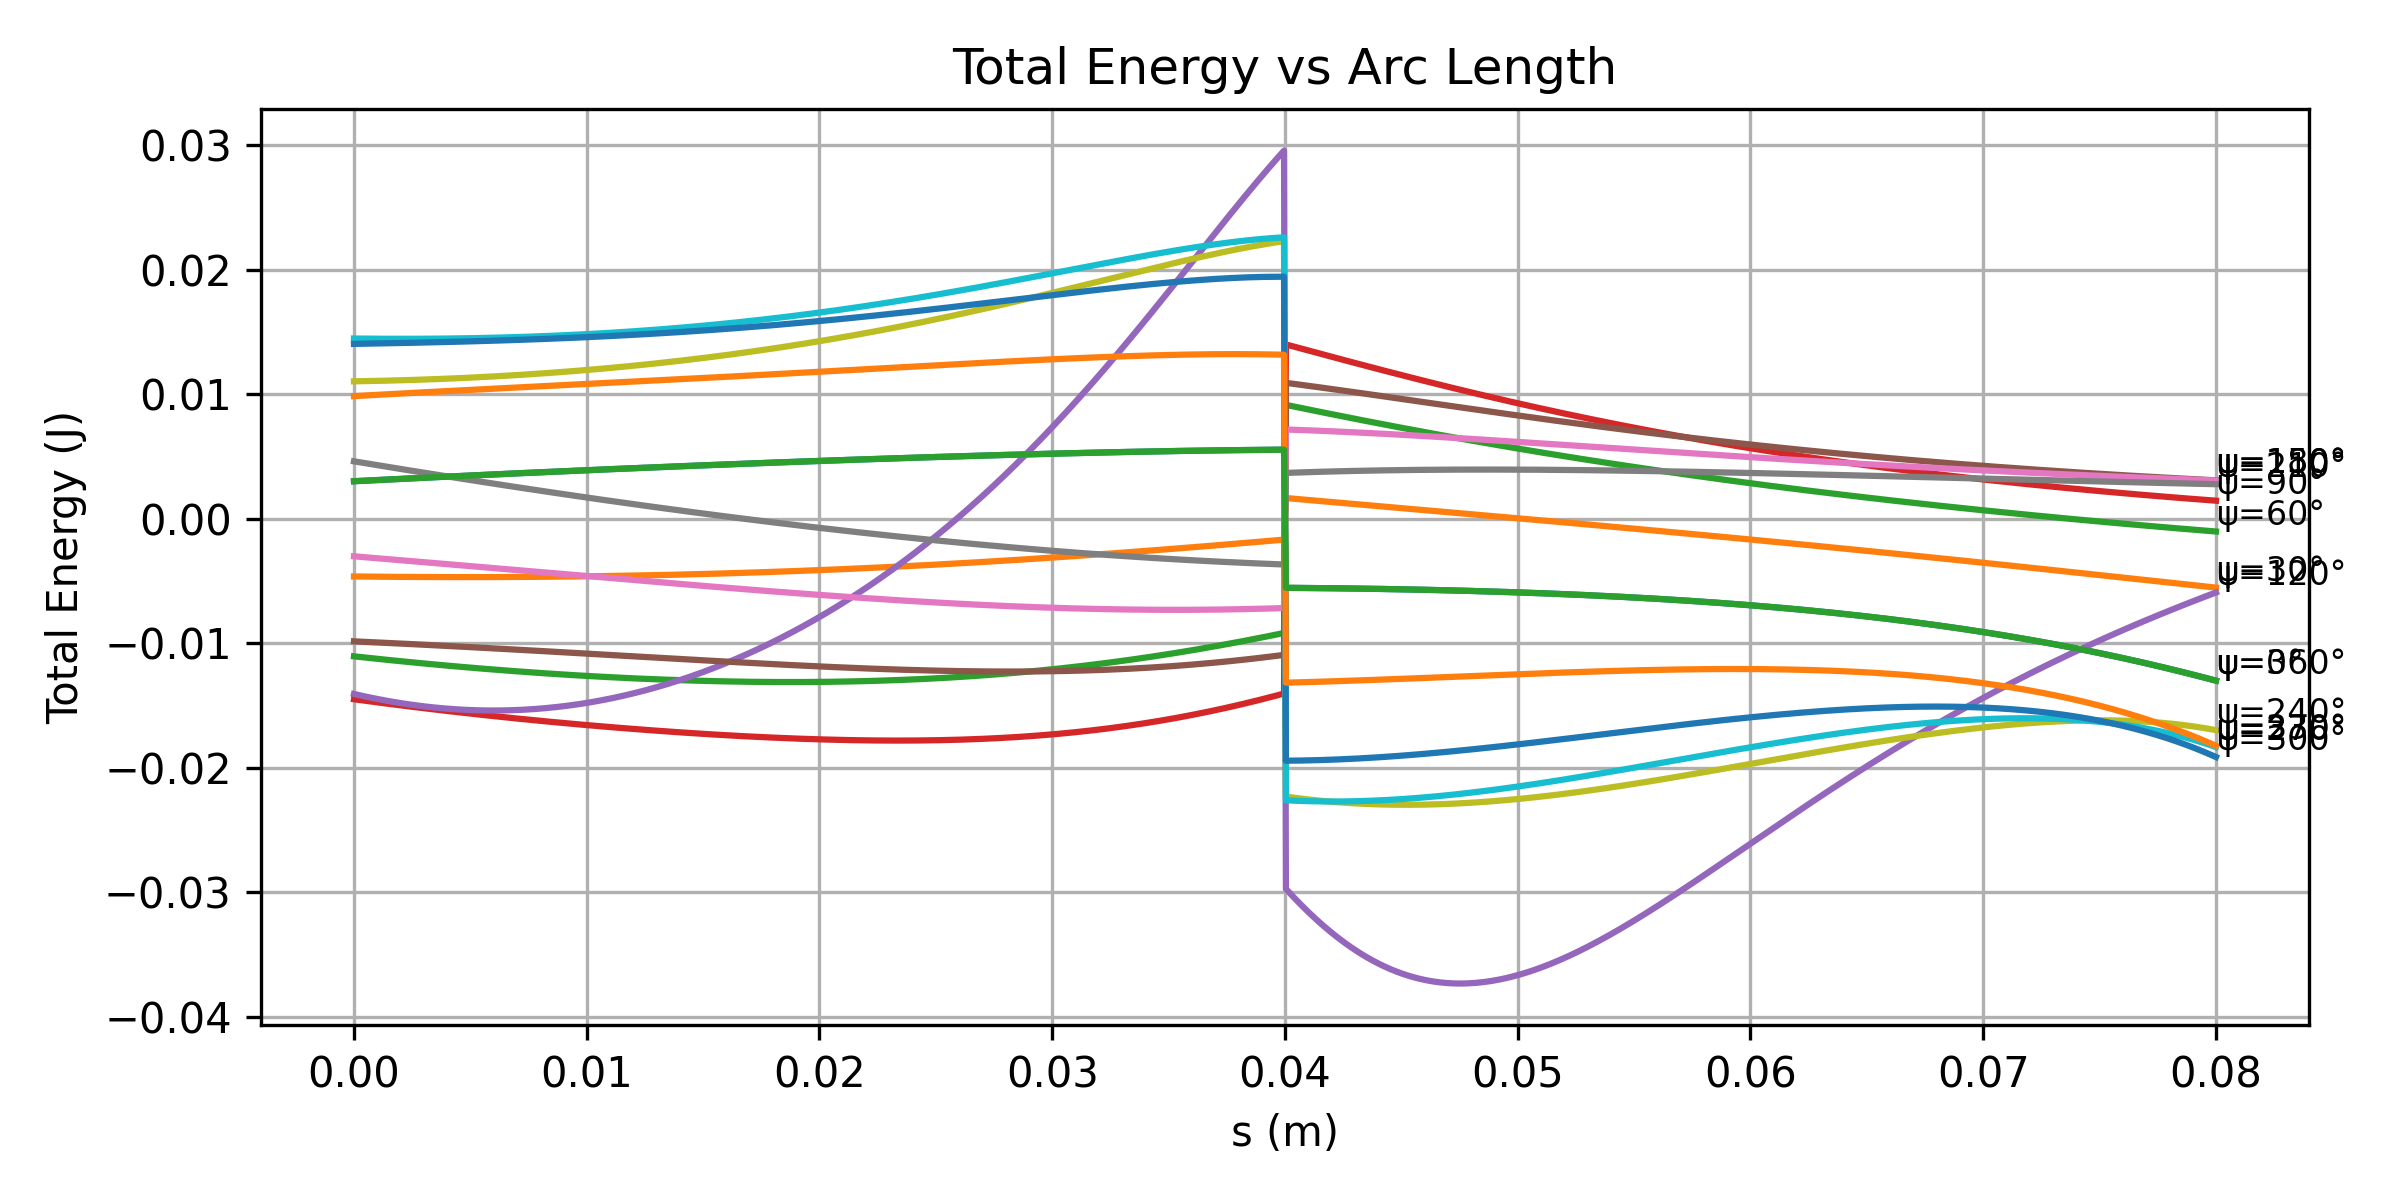 Total Energy vs Arc Length
Total Energy (J)
0.03
0.02
0.01
0.00
−0.01
−0.02
−0.03
−0.04
ψ=90°
ψ=60°
ψ=120°
ψ=360°
ψ=240°
ψ=300°
0.00 0.01 0.02 0.03 0.04 0.05 0.06 0.07 0.08
s (m)